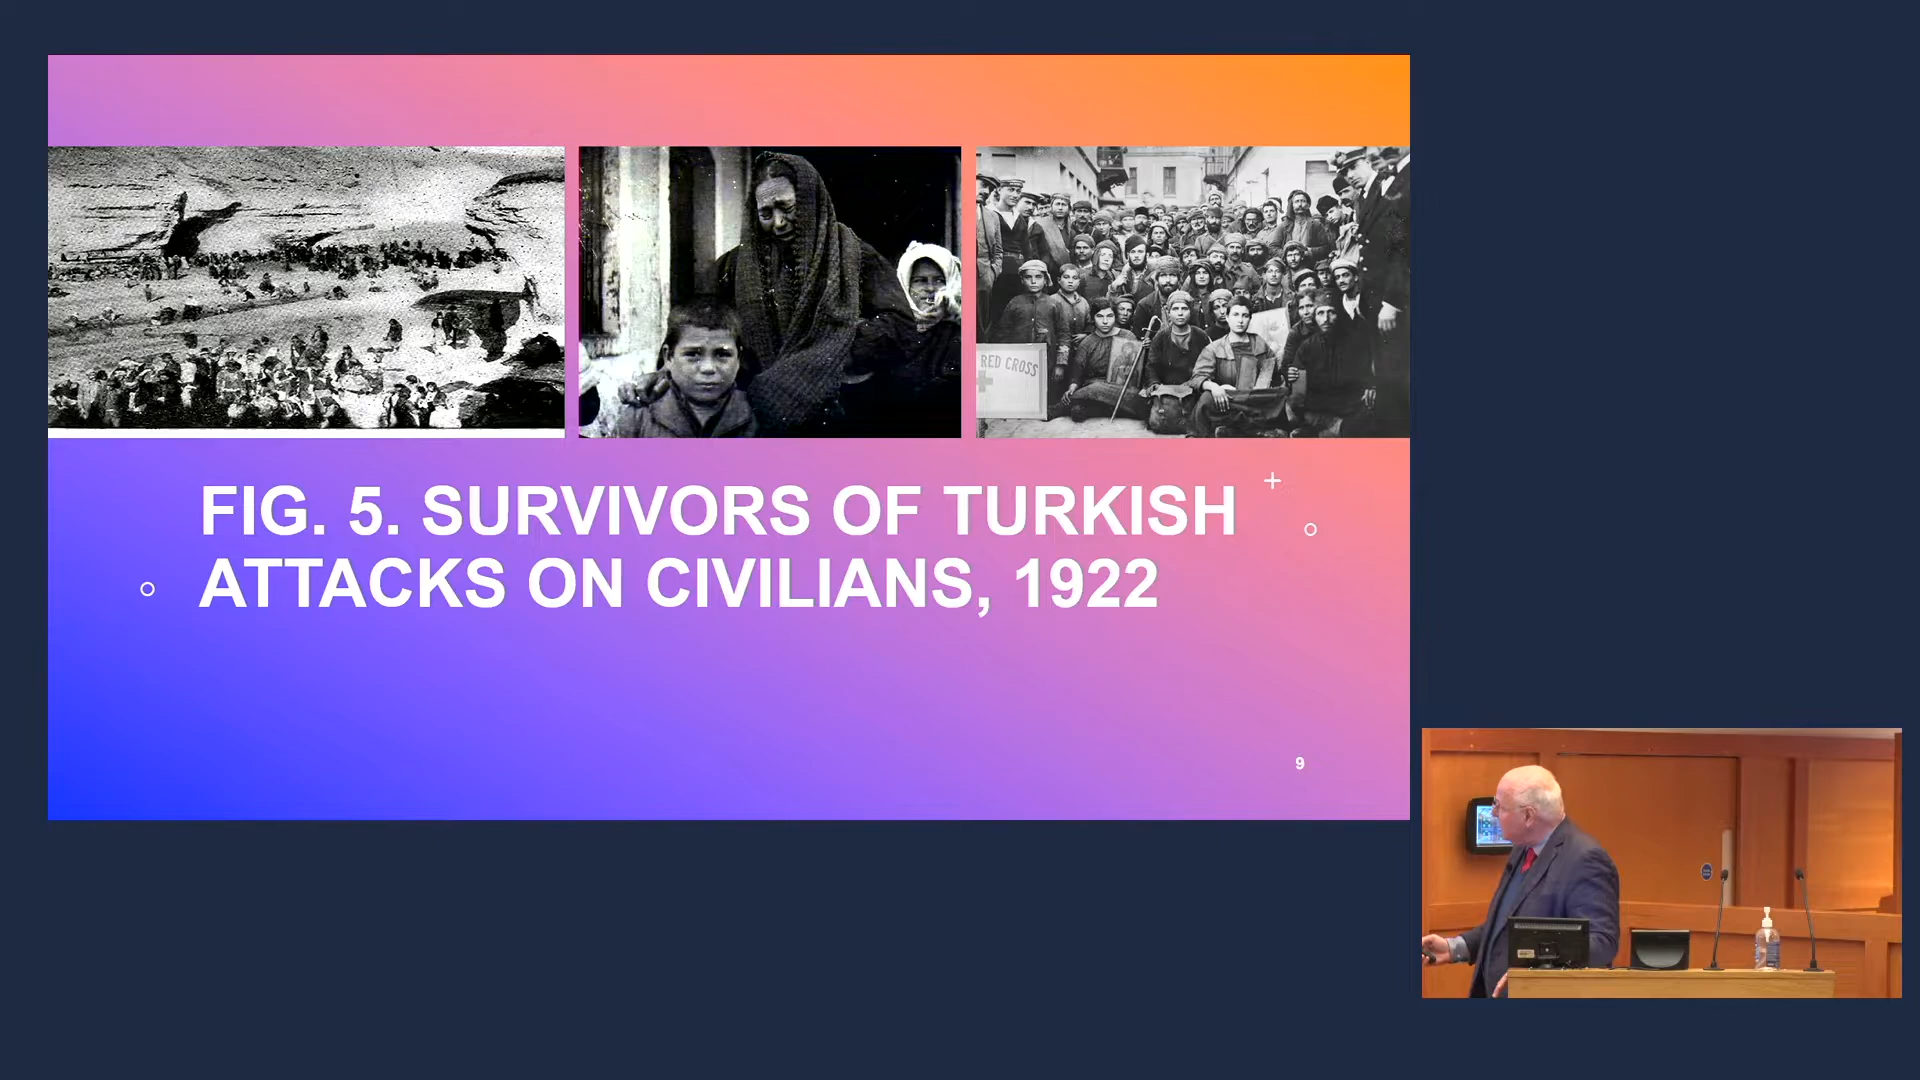 RED CROSS
FIG. 5. SURVIVORS OF TURKISH
ATTACKS ON CIVILIANS, 1922
9